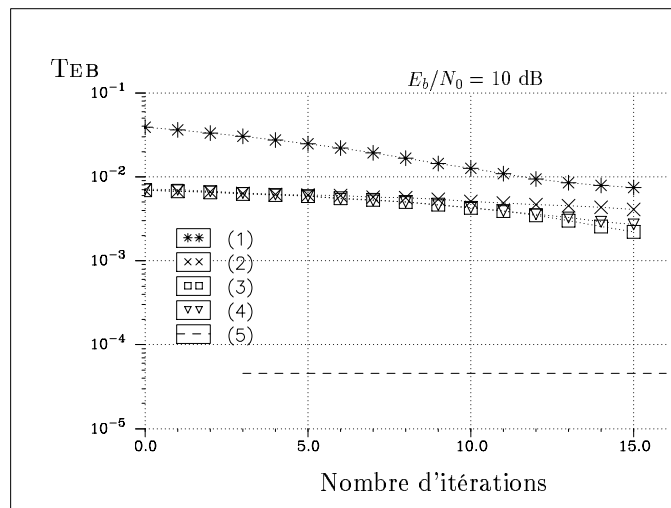 TEB
E_b/N_0 = 10 dB
10^{-1}
10^{-2}
10^{-3}
10^{-4}
10^{-5}
(1)
(2)
(3)
(4)
(5)
0.0 5.0 10.0 15.0
Nombre d'itérations